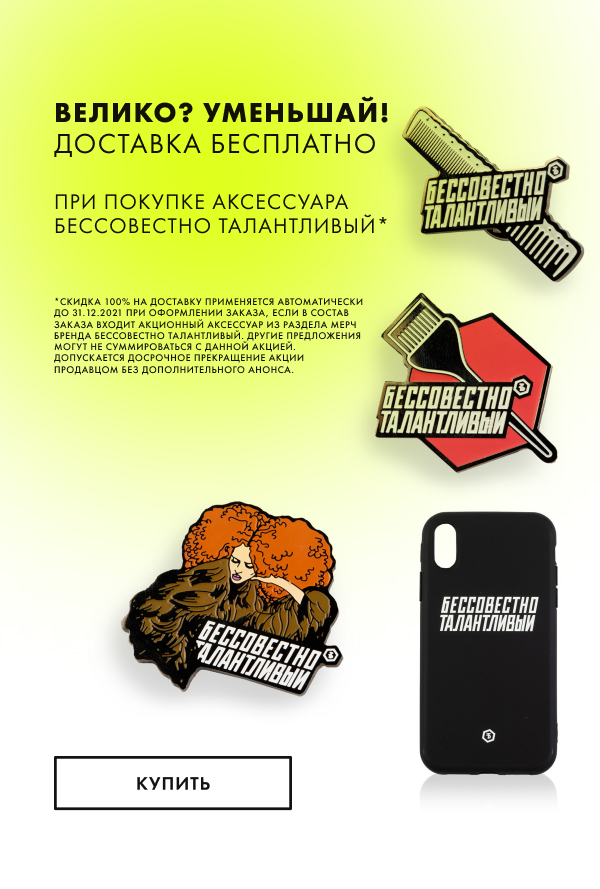 ВЕЛИКО? УМЕНЬШАЙ!
ДОСТАВКА БЕСПЛАТНО
ПРИ ПОКУПКЕ АКСЕССУАРА
БЕССОВЕСТНО ТАЛАНТЛИВЫЙ*
*СКИДКА 100% НА ДОСТАВКУ ПРИМЕНЯЕТСЯ АВТОМАТИЧЕСКИ
ДО 31.12.2021 ПРИ ОФОРМЛЕНИИ ЗАКАЗА, ЕСЛИ В СОСТАВ
ЗАКАЗА ВХОДИТ АКЦИОННЫЙ АКСЕССУАР ИЗ РАЗДЕЛА МЕРЧ
БРЕНДА БЕССОВЕСТНО ТАЛАНТЛИВЫЙ. ДРУГИЕ ПРЕДЛОЖЕНИЯ
МОГУТ НЕ СУММИРОВАТЬСЯ С ДАННОЙ АКЦИЕЙ.
ДОПУСКАЕТСЯ ДОСРОЧНОЕ ПРЕКРАЩЕНИЕ АКЦИИ
ПРОДАВЦОМ БЕЗ ДОПОЛНИТЕЛЬНОГО АНОНСА.
БЕССОВЕСТНО
ТАЛАНТЛИВЫЙ
БЕССОВЕСТНО
ТАЛАНТЛИВЫЙ
БЕССОВЕСТНО
ТАЛАНТЛИВЫЙ
БЕССОВЕСТНО
ТАЛАНТЛИВЫЙ
КУПИТЬ